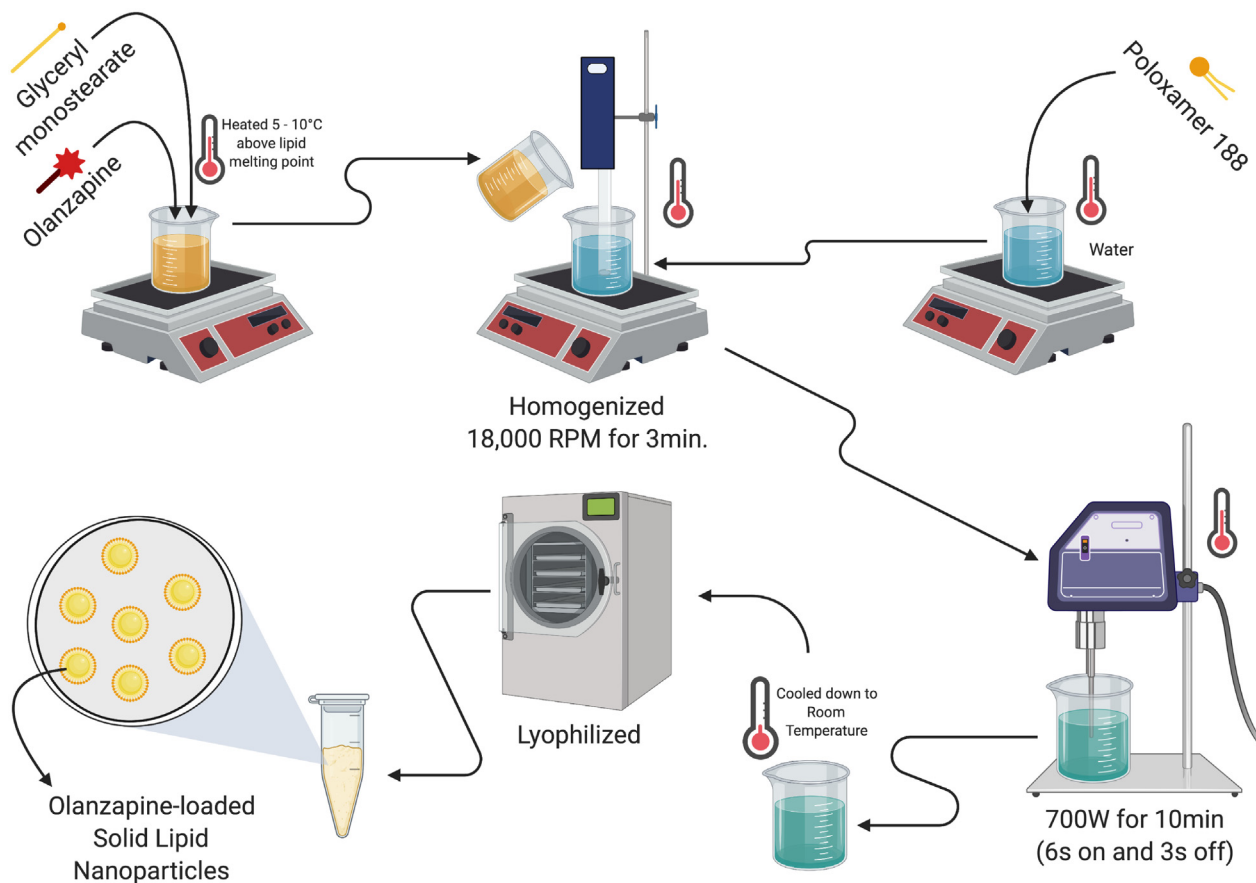 Glyceryl
monostearate
Olanzapine
Heated 5 - 10°C
above lipid
melting point
Poloxamer 188
Water
Homogenized
18,000 RPM for 3min.
700W for 10min
(6s on and 3s off)
Cooled down to
Room
Temperature
Lyophilized
Olanzapine-loaded
Solid Lipid
Nanoparticles